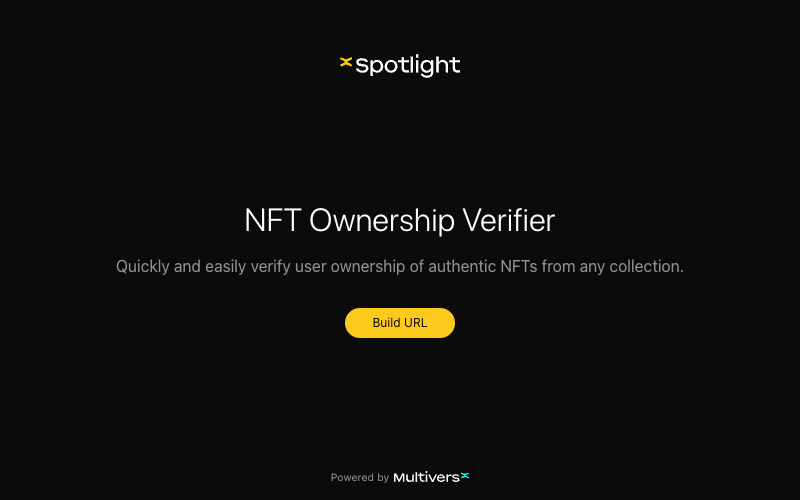 xspotlight
NFT Ownership Verifier
Quickly and easily verify user ownership of authentic NFTs from any collection.
Build URL
Powered by Multiversx